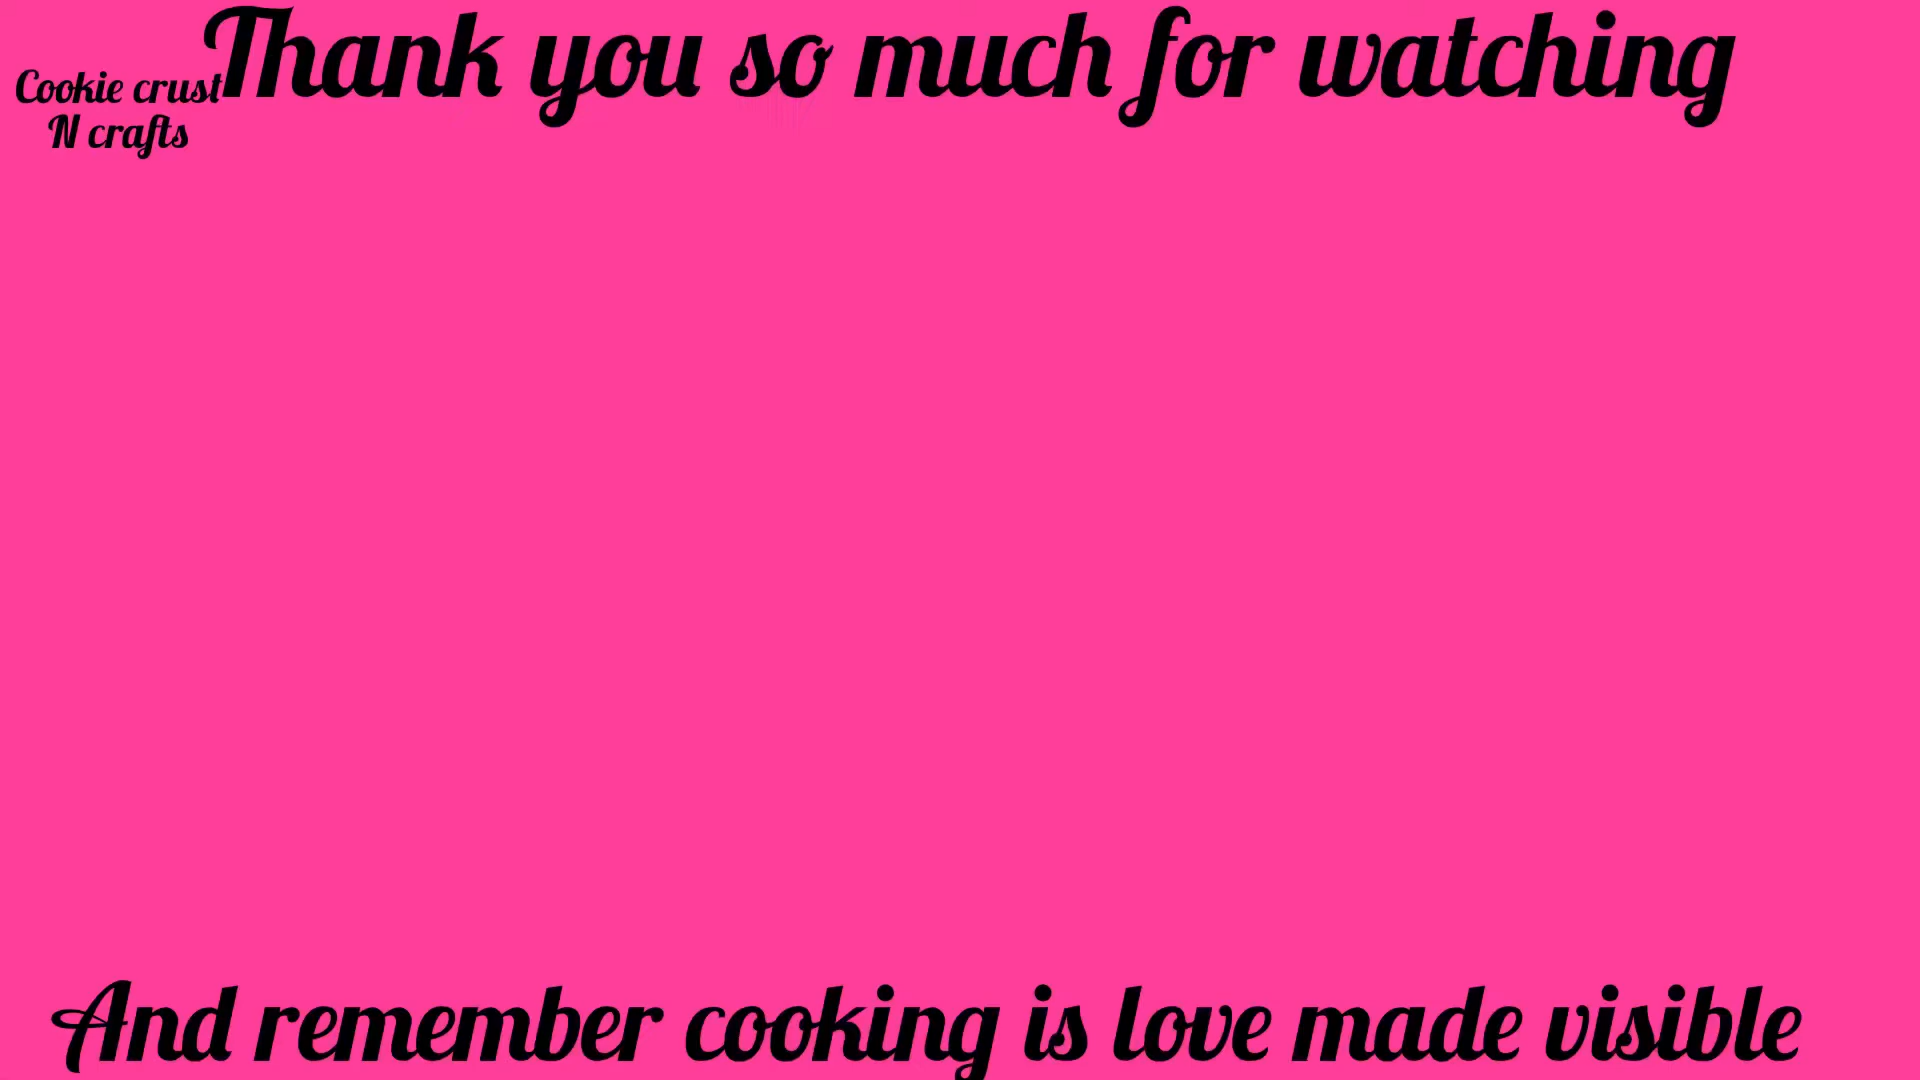 Thank you so much for watching
Cookie crust
N crafts
And remember cooking is love made visible